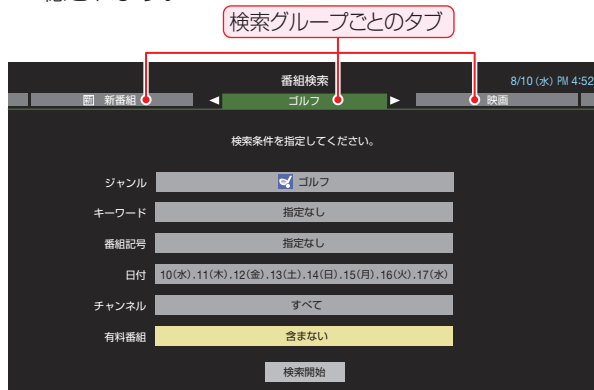 検索グループごとのタブ
番組検索
8/10 (水) PM 4:52
新 新番組
◀ ゴルフ ▶
映画
検索条件を指定してください。
ジャンル ゴルフ
キーワード 指定なし
番組記号 指定なし
日付 10(水).11(木).12(金).13(土).14(日).15(月).16(火).17(水)
チャンネル すべて
有料番組 含まない
検索開始